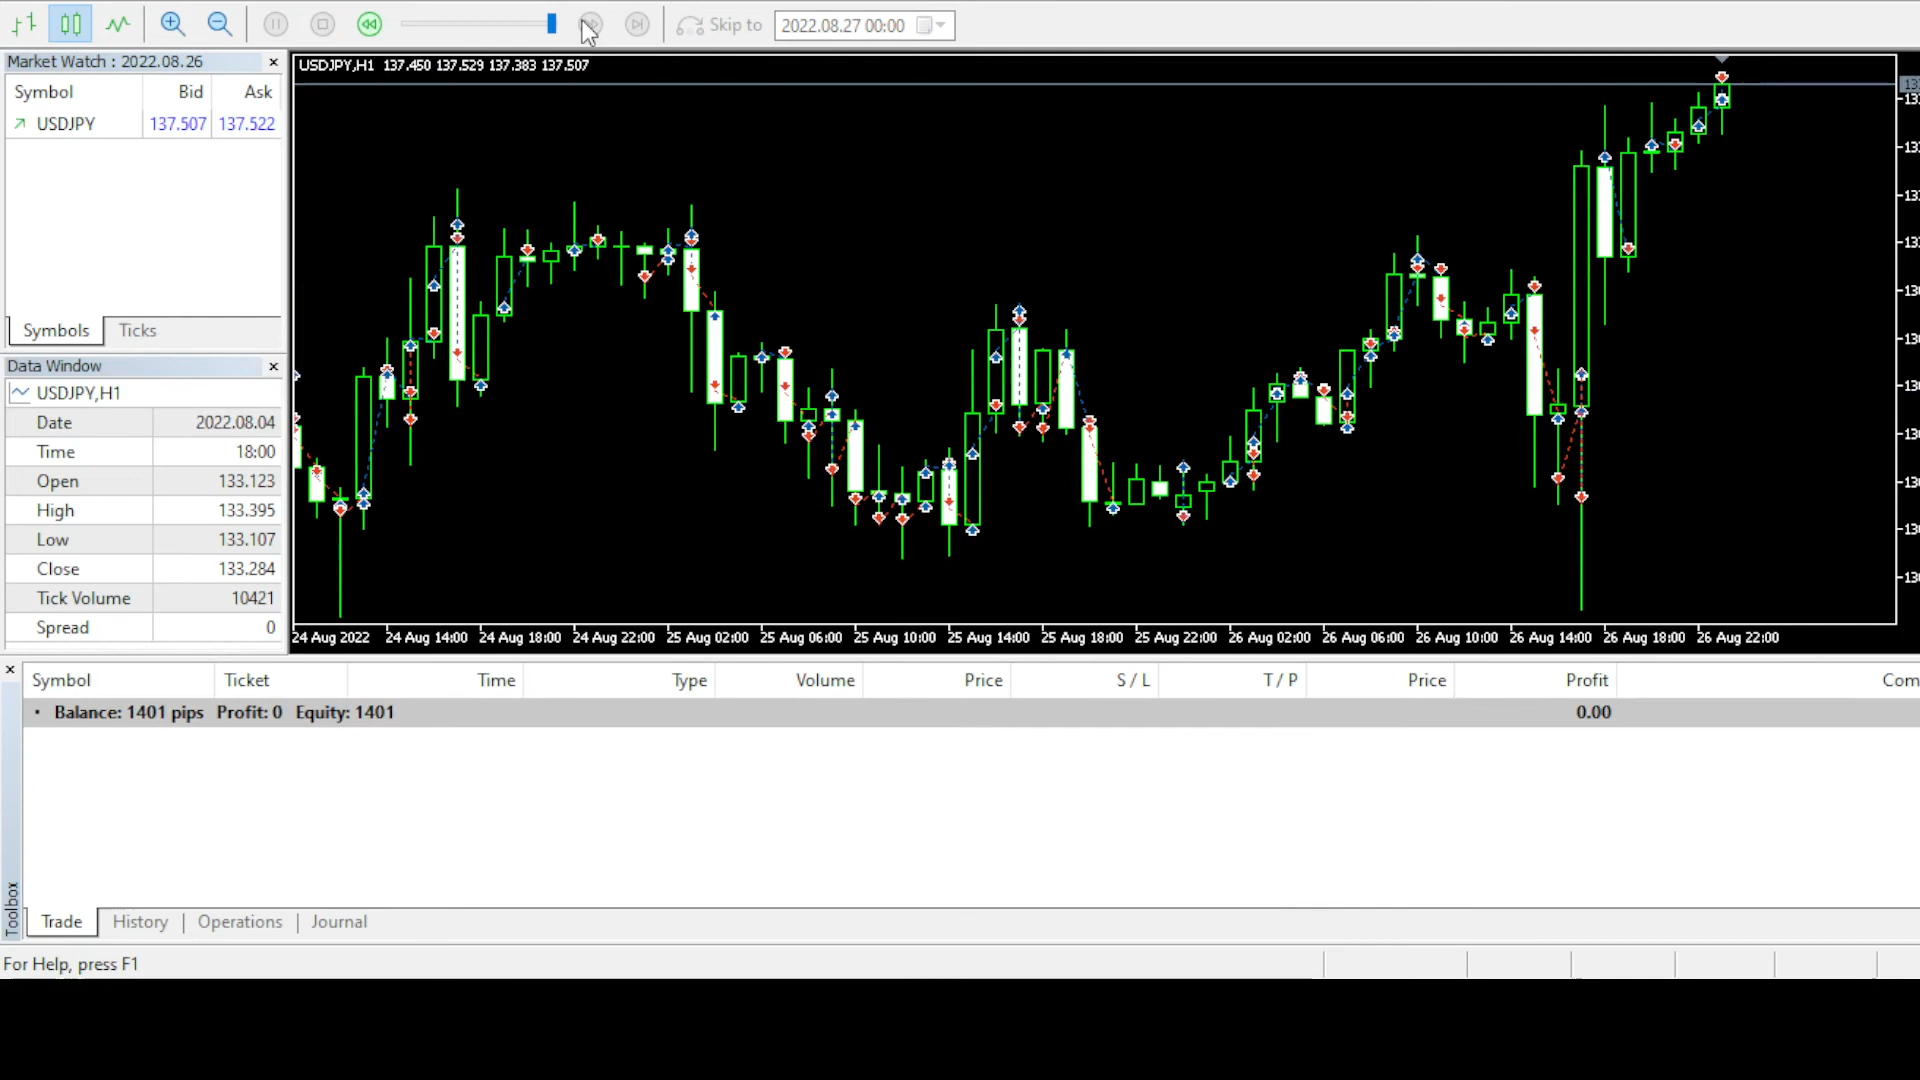 Skip to 2022.08.27 00:00
Market Watch : 2022.08.26
Symbol Bid Ask
USDJPY 137.507 137.522
Symbols Ticks
Data Window
USDJPY,H1
Date 2022.08.04
Time 18:00
Open 133.123
High 133.395
Low 133.107
Close 133.284
Tick Volume 10421
Spread 0
USDJPY,H1 137.450 137.529 137.383 137.507
24 Aug 2022 24 Aug 14:00 24 Aug 18:00 24 Aug 22:00 25 Aug 02:00 25 Aug 06:00 25 Aug 10:00 25 Aug 14:00 25 Aug 18:00 25 Aug 22:00 26 Aug 02:00 26 Aug 06:00 26 Aug 10:00 26 Aug 14:00 26 Aug 18:00 26 Aug 22:00
Symbol Ticket Time Type Volume Price S / L T / P Price Profit Com
Balance: 1401 pips Profit: 0 Equity: 1401 0.00
Toolbox
Trade History Operations Journal
For Help, press F1